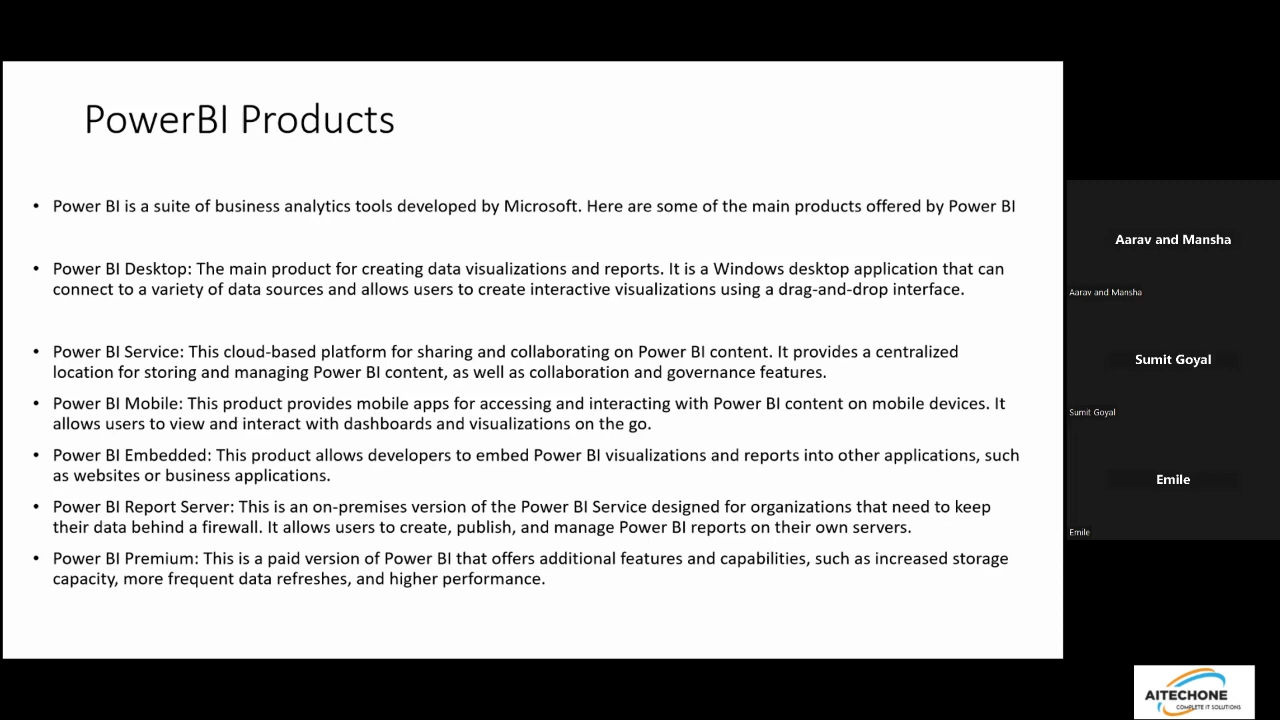 PowerBI Products
• Power BI is a suite of business analytics tools developed by Microsoft. Here are some of the main products offered by Power BI
• Power BI Desktop: The main product for creating data visualizations and reports. It is a Windows desktop application that can
connect to a variety of data sources and allows users to create interactive visualizations using a drag-and-drop interface.
• Power BI Service: This cloud-based platform for sharing and collaborating on Power BI content. It provides a centralized
location for storing and managing Power BI content, as well as collaboration and governance features.
• Power BI Mobile: This product provides mobile apps for accessing and interacting with Power BI content on mobile devices. It
allows users to view and interact with dashboards and visualizations on the go.
• Power BI Embedded: This product allows developers to embed Power BI visualizations and reports into other applications, such
as websites or business applications.
• Power BI Report Server: This is an on-premises version of the Power BI Service designed for organizations that need to keep
their data behind a firewall. It allows users to create, publish, and manage Power BI reports on their own servers.
• Power BI Premium: This is a paid version of Power BI that offers additional features and capabilities, such as increased storage
capacity, more frequent data refreshes, and higher performance.
Aarav and Mansha
Aarav and Mansha
Sumit Goyal
Sumit Goyal
Emile
Emile
AITECHONE
COMPLETE IT SOLUTIONS